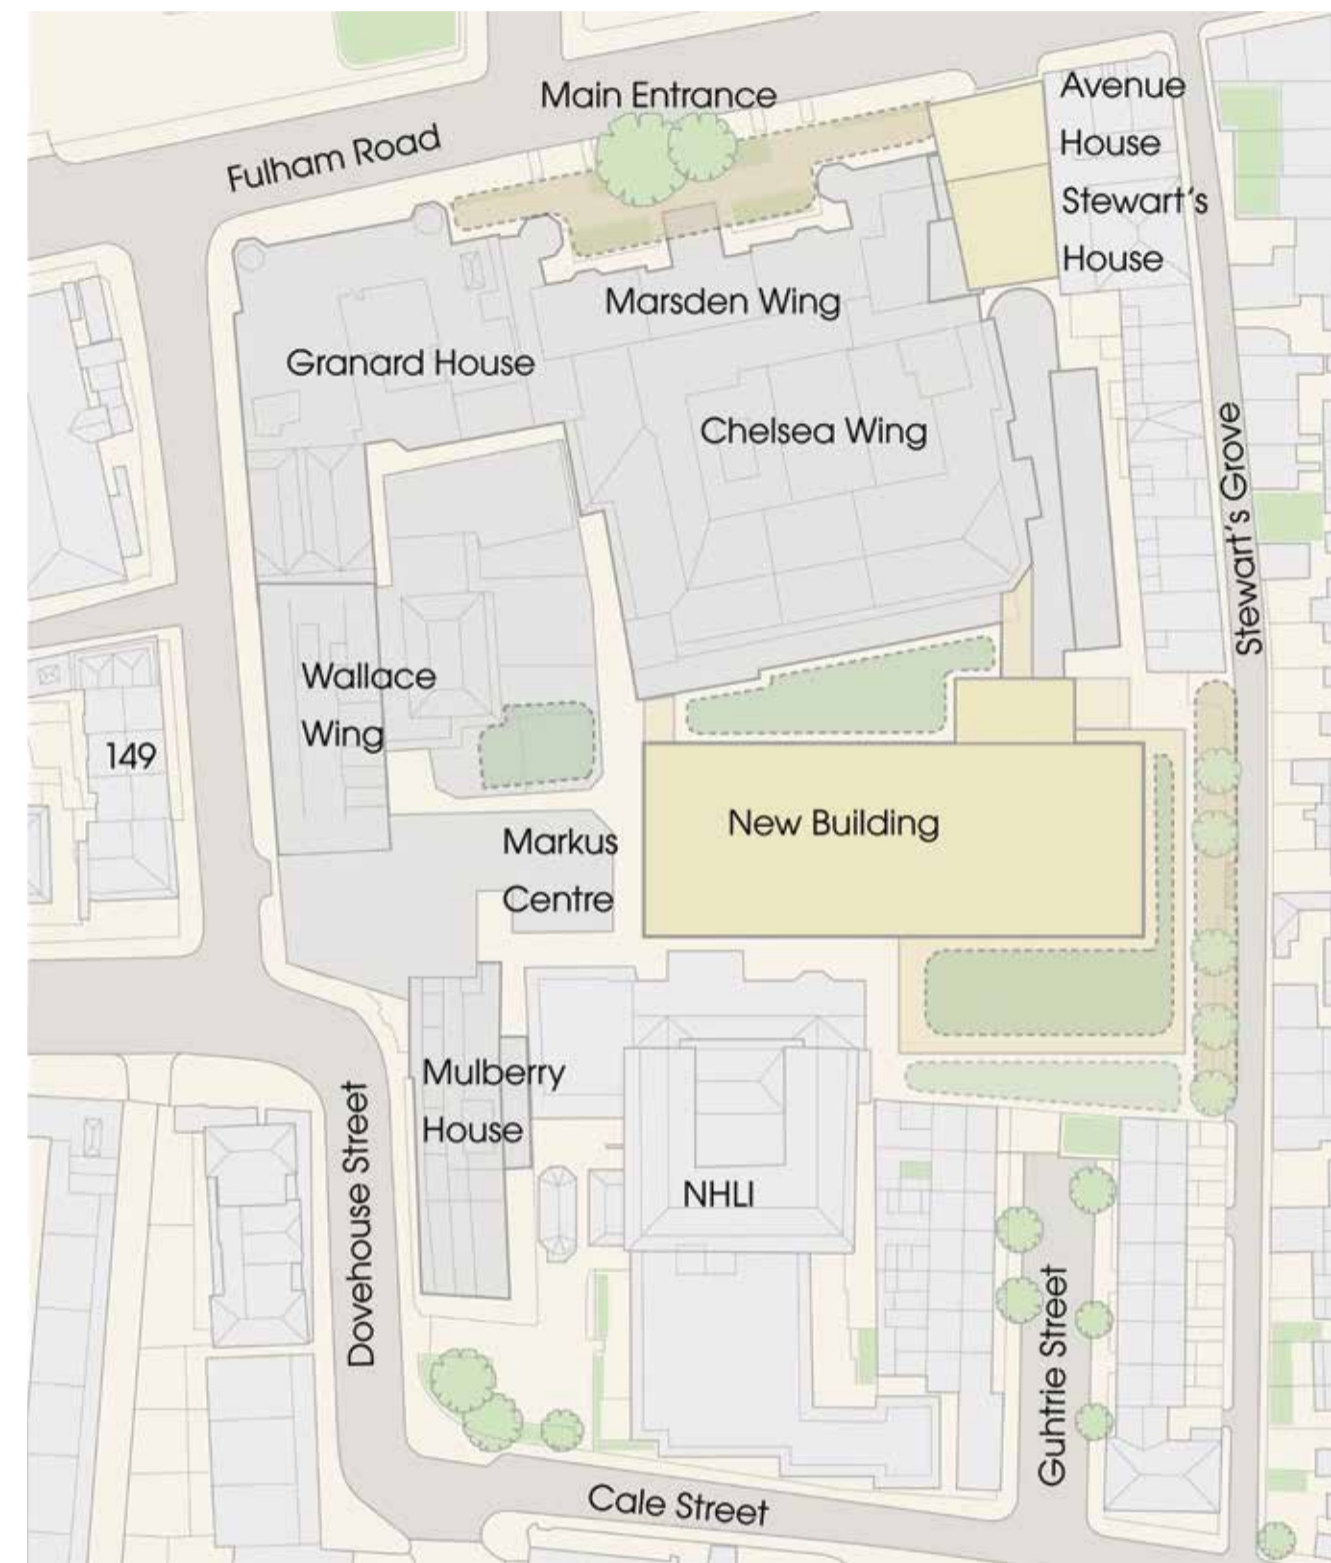 Main Entrance
Avenue
House
Fulham Road
Stewart's
House
Marsden Wing
Granard House
Chelsea Wing
Stewart's Grove
Wallace
Wing
149
New Building
Markus
Centre
Mulberry
House
Dovehouse Street
NHLI
Guhtrie Street
Cale Street